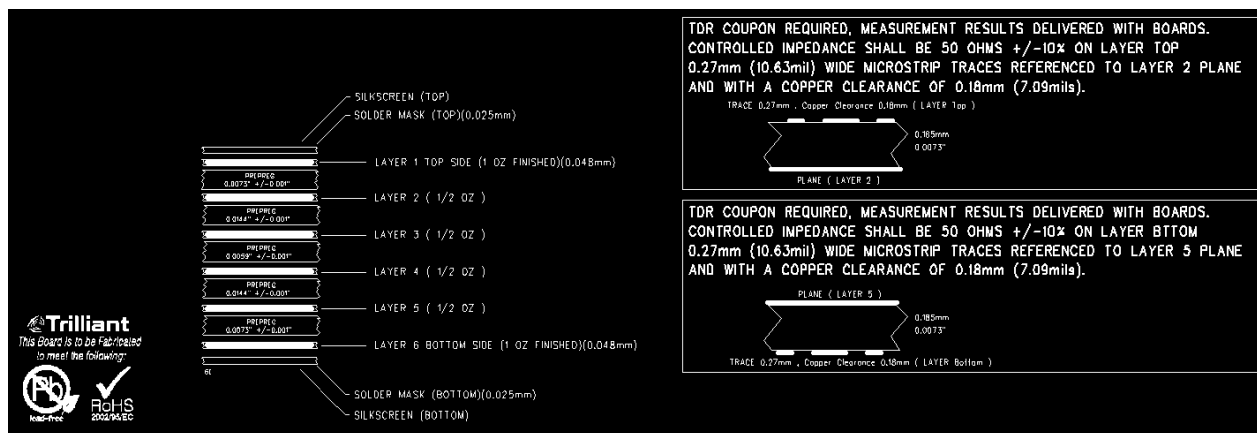 SILKSCREEN (TOP)
SOLDER MASK (TOP)(0.025mm)
LAYER 1 TOP SIDE (1 OZ FINISHED)(0.048mm)
PREPREG
0.0073" +/-0.001"
LAYER 2 ( 1/2 OZ )
PREPREG
0.0144" +/-0.001"
LAYER 3 ( 1/2 OZ )
PREPREG
0.0059" +/-0.001"
LAYER 4 ( 1/2 OZ )
PREPREG
0.0144" +/-0.001"
LAYER 5 ( 1/2 OZ )
PREPREG
0.0073" +/-0.001"
LAYER 6 BOTTOM SIDE (1 OZ FINISHED)(0.048mm)
SOLDER MASK (BOTTOM)(0.025mm)
SILKSCREEN (BOTTOM)
Trilliant
This Board is to be Fabricated
to meet the following:
Pb
lead-free
RoHS
2002/95/EC
TDR COUPON REQUIRED, MEASUREMENT RESULTS DELIVERED WITH BOARDS.
CONTROLLED IMPEDANCE SHALL BE 50 OHMS +/-10% ON LAYER TOP
0.27mm (10.63mil) WIDE MICROSTRIP TRACES REFERENCED TO LAYER 2 PLANE
AND WITH A COPPER CLEARANCE OF 0.18mm (7.09mils).
TRACE 0.27mm , Copper Clearance 0.18mm ( LAYER Top )
0.185mm
0.0073"
PLANE ( LAYER 2 )
TDR COUPON REQUIRED, MEASUREMENT RESULTS DELIVERED WITH BOARDS.
CONTROLLED IMPEDANCE SHALL BE 50 OHMS +/-10% ON LAYER BTTOM
0.27mm (10.63mil) WIDE MICROSTRIP TRACES REFERENCED TO LAYER 5 PLANE
AND WITH A COPPER CLEARANCE OF 0.18mm (7.09mils).
PLANE ( LAYER 5 )
0.185mm
0.0073"
TRACE 0.27mm , Copper Clearance 0.18mm ( LAYER Bottom )